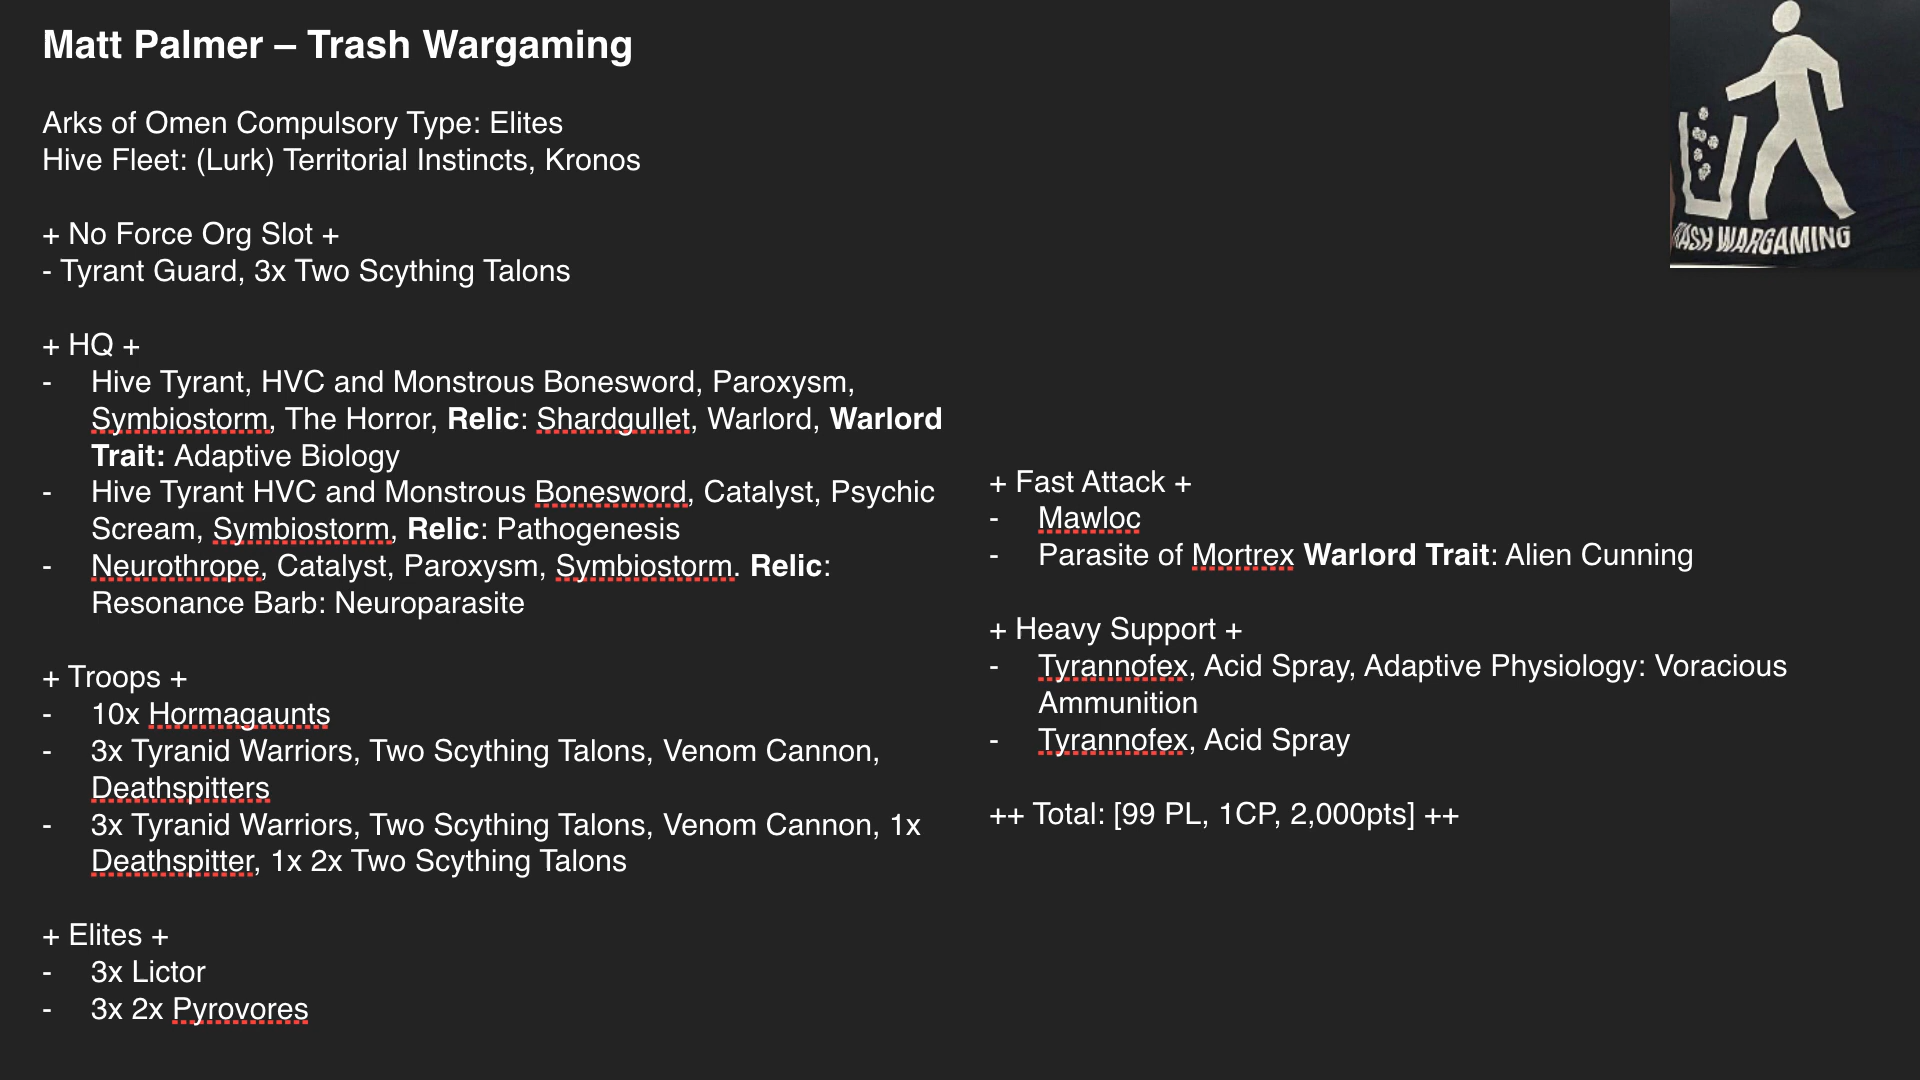 Matt Palmer – Trash Wargaming
Arks of Omen Compulsory Type: Elites
Hive Fleet: (Lurk) Territorial Instincts, Kronos
+ No Force Org Slot +
- Tyrant Guard, 3x Two Scything Talons
+ HQ +
- Hive Tyrant, HVC and Monstrous Bonesword, Paroxysm,
Symbiostorm, The Horror, Relic: Shardgullet, Warlord, Warlord
Trait: Adaptive Biology
- Hive Tyrant HVC and Monstrous Bonesword, Catalyst, Psychic
Scream, Symbiostorm, Relic: Pathogenesis
- Neurothrope, Catalyst, Paroxysm, Symbiostorm. Relic:
Resonance Barb: Neuroparasite
+ Troops +
- 10x Hormagaunts
- 3x Tyranid Warriors, Two Scything Talons, Venom Cannon,
Deathspitters
- 3x Tyranid Warriors, Two Scything Talons, Venom Cannon, 1x
Deathspitter, 1x 2x Two Scything Talons
+ Elites +
- 3x Lictor
- 3x 2x Pyrovores
+ Fast Attack +
- Mawloc
- Parasite of Mortrex Warlord Trait: Alien Cunning
+ Heavy Support +
- Tyrannofex, Acid Spray, Adaptive Physiology: Voracious
Ammunition
- Tyrannofex, Acid Spray
++ Total: [99 PL, 1CP, 2,000pts] ++
RASH WARGAMING